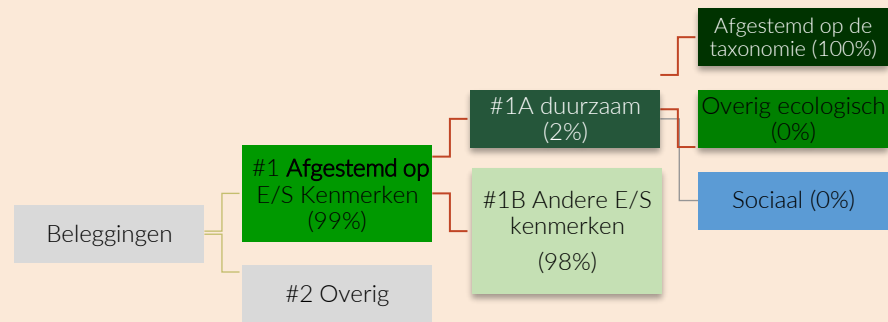 Beleggingen
#1 Afgestemd op
E/S Kenmerken
(99%)
#2 Overig
#1A duurzaam
(2%)
#1B Andere E/S
kenmerken
(98%)
Afgestemd op de
taxonomie (100%)
Overig ecologisch
(0%)
Sociaal (0%)